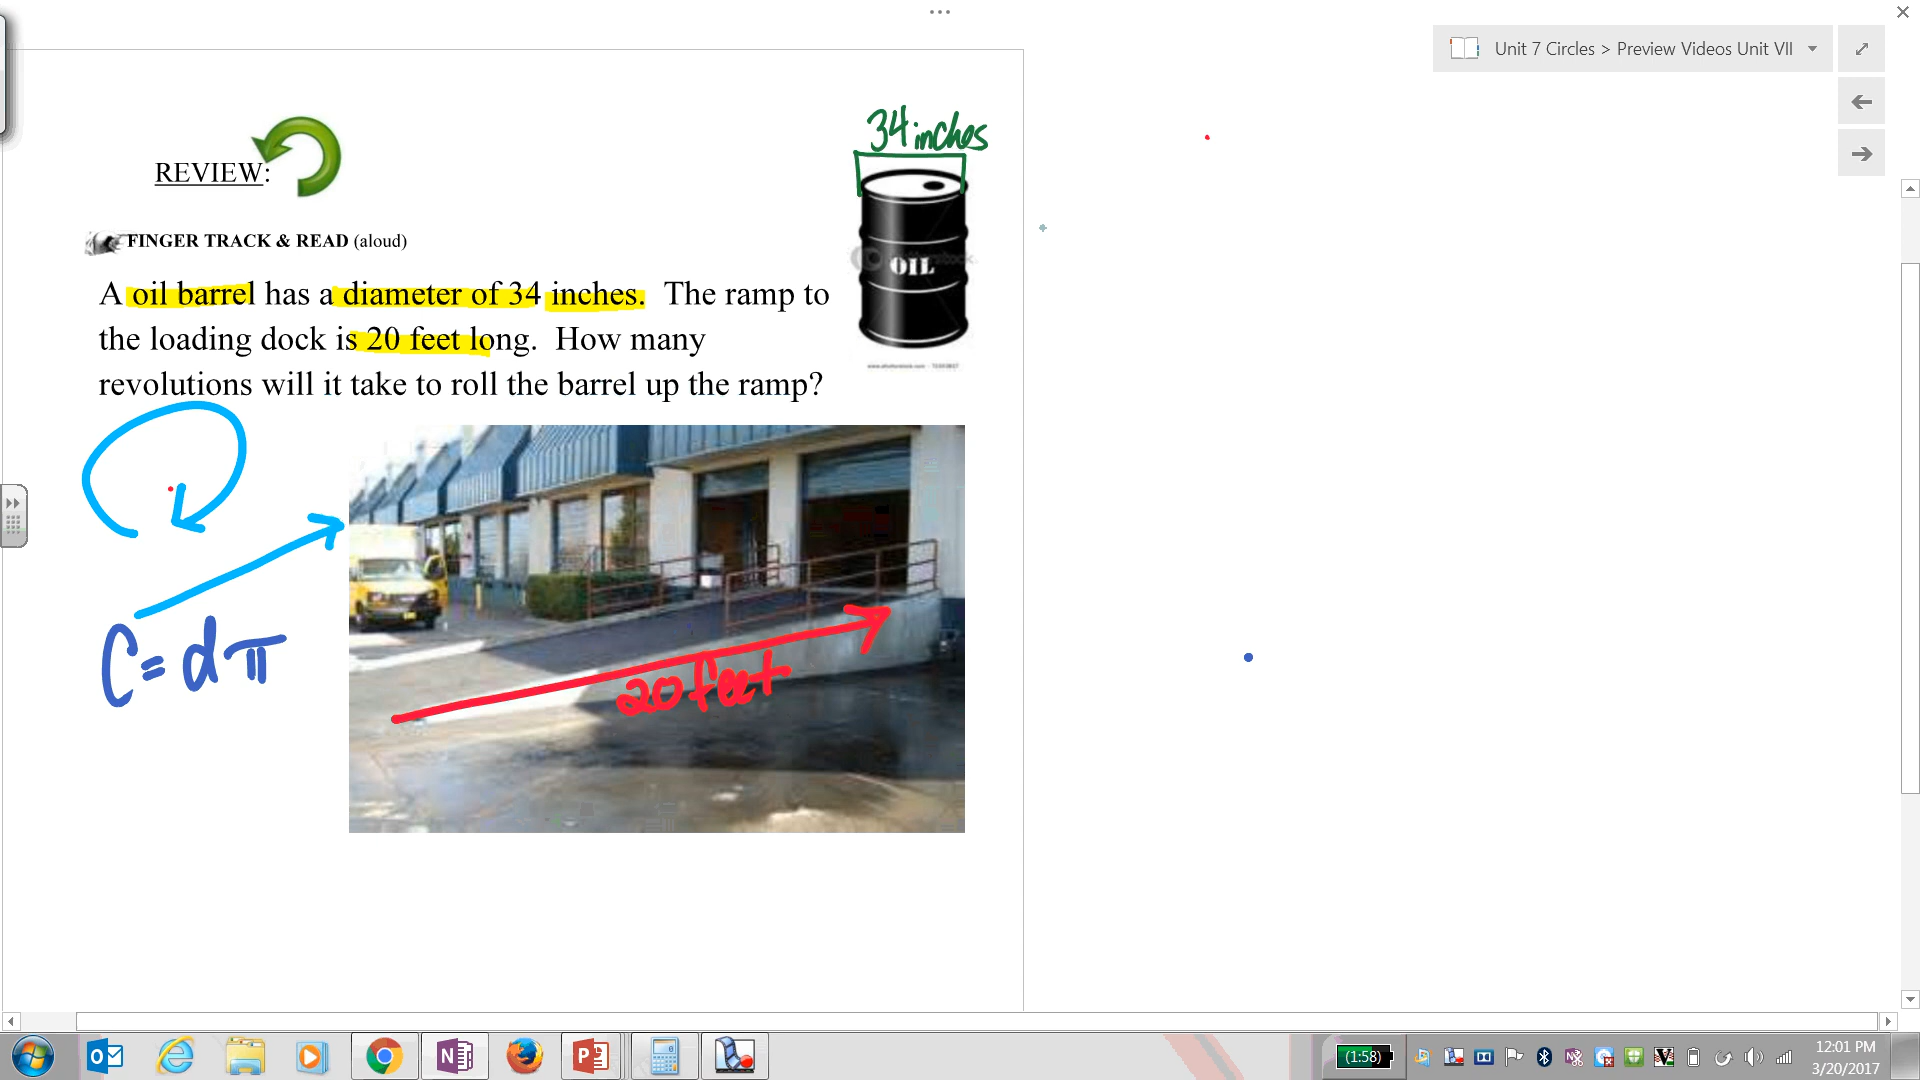 Unit 7 Circles > Preview Videos Unit VII
34 inches
REVIEW:
FINGER TRACK & READ (aloud)
OIL
A oil barrel has a diameter of 34 inches. The ramp to
the loading dock is 20 feet long. How many
revolutions will it take to roll the barrel up the ramp?
C = dπ
20 feet
(1:58)
12:01 PM
3/20/2017